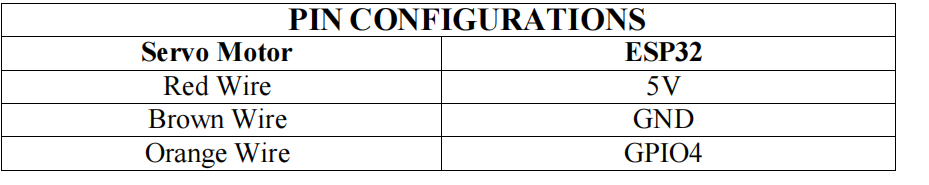 PIN CONFIGURATIONS
Servo Motor ESP32
Red Wire 5V
Brown Wire GND
Orange Wire GPIO4